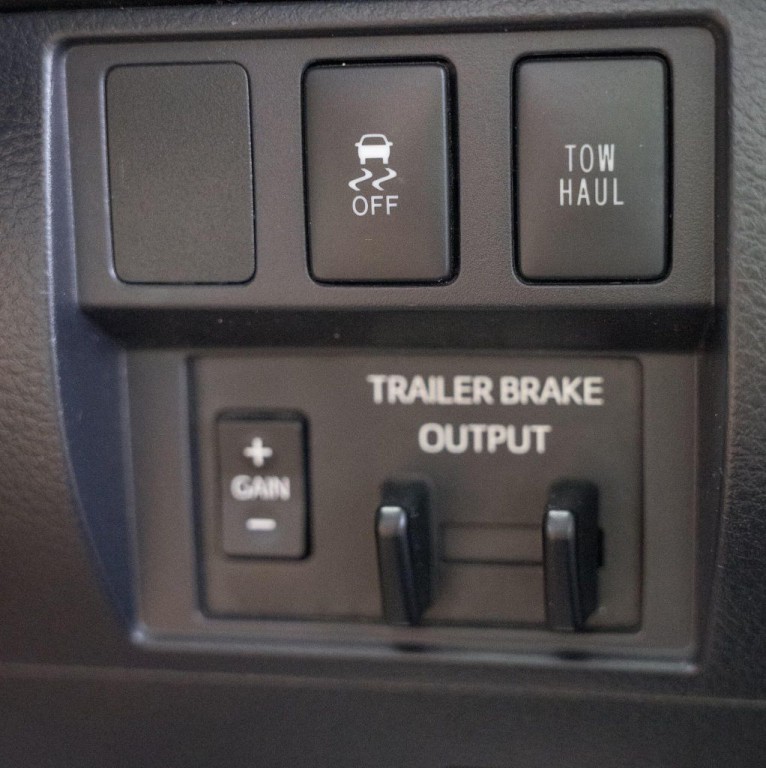 OFF
TOW
HAUL
TRAILER BRAKE
OUTPUT
+
GAIN
-